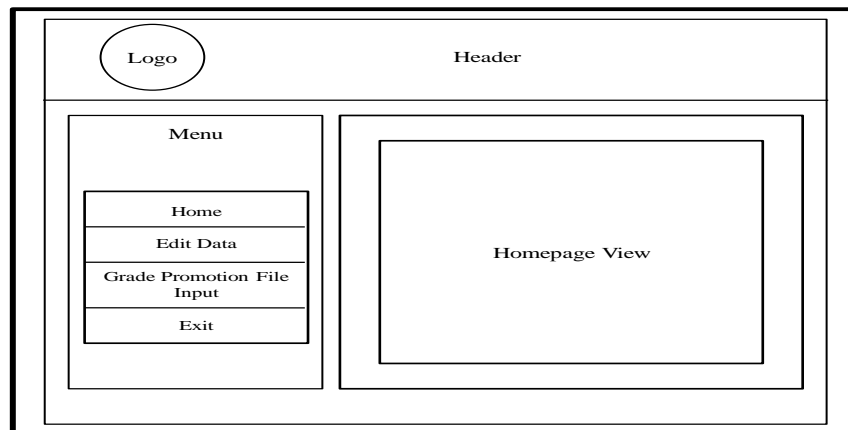 Logo
Header
Menu
Home
Edit Data
Grade Promotion File
Input
Exit
Homepage View